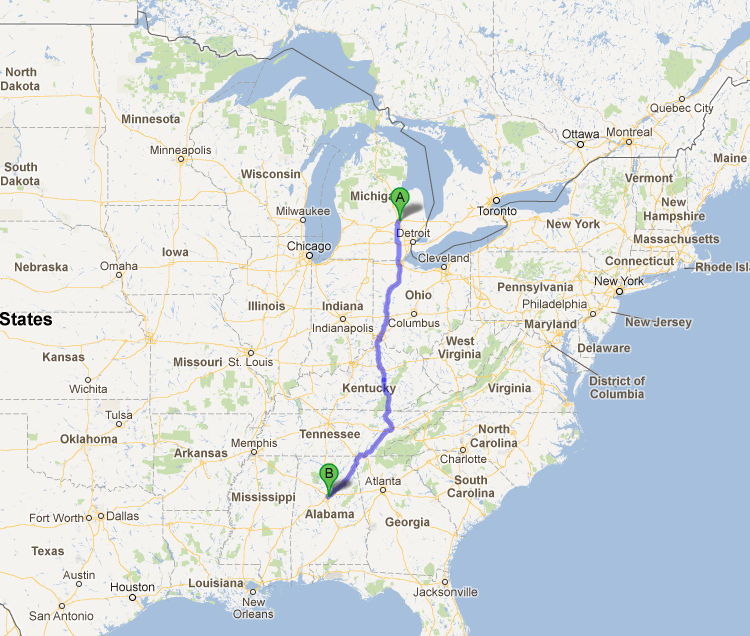 Quebec City
Ottawa
Montreal
Maine
North
Dakota
Minnesota
Minneapolis
South
Dakota
Wisconsin
Vermont
New
Hampshire
Michiga
A
Toronto
New York
Milwaukee
Detroit
Massachusetts
Chicago
Iowa
Cleveland
Connecticut
Rhode Isla
Nebraska
Omaha
Pennsylvania
New York
Illinois
Indiana
Ohio
Philadelphia
States
Indianapolis
Columbus
Maryland
New Jersey
Kansas
Missouri
St. Louis
West
Virginia
Delaware
Wichita
Kentucky
Virginia
District of
Columbia
Tulsa
Oklahoma
Tennessee
North
Carolina
Memphis
Arkansas
Charlotte
B
Atlanta
South
Carolina
Mississippi
Alabama
Georgia
Fort Worth
Dallas
Texas
Austin
Louisiana
Houston
Jacksonville
New
Orleans
San Antonio